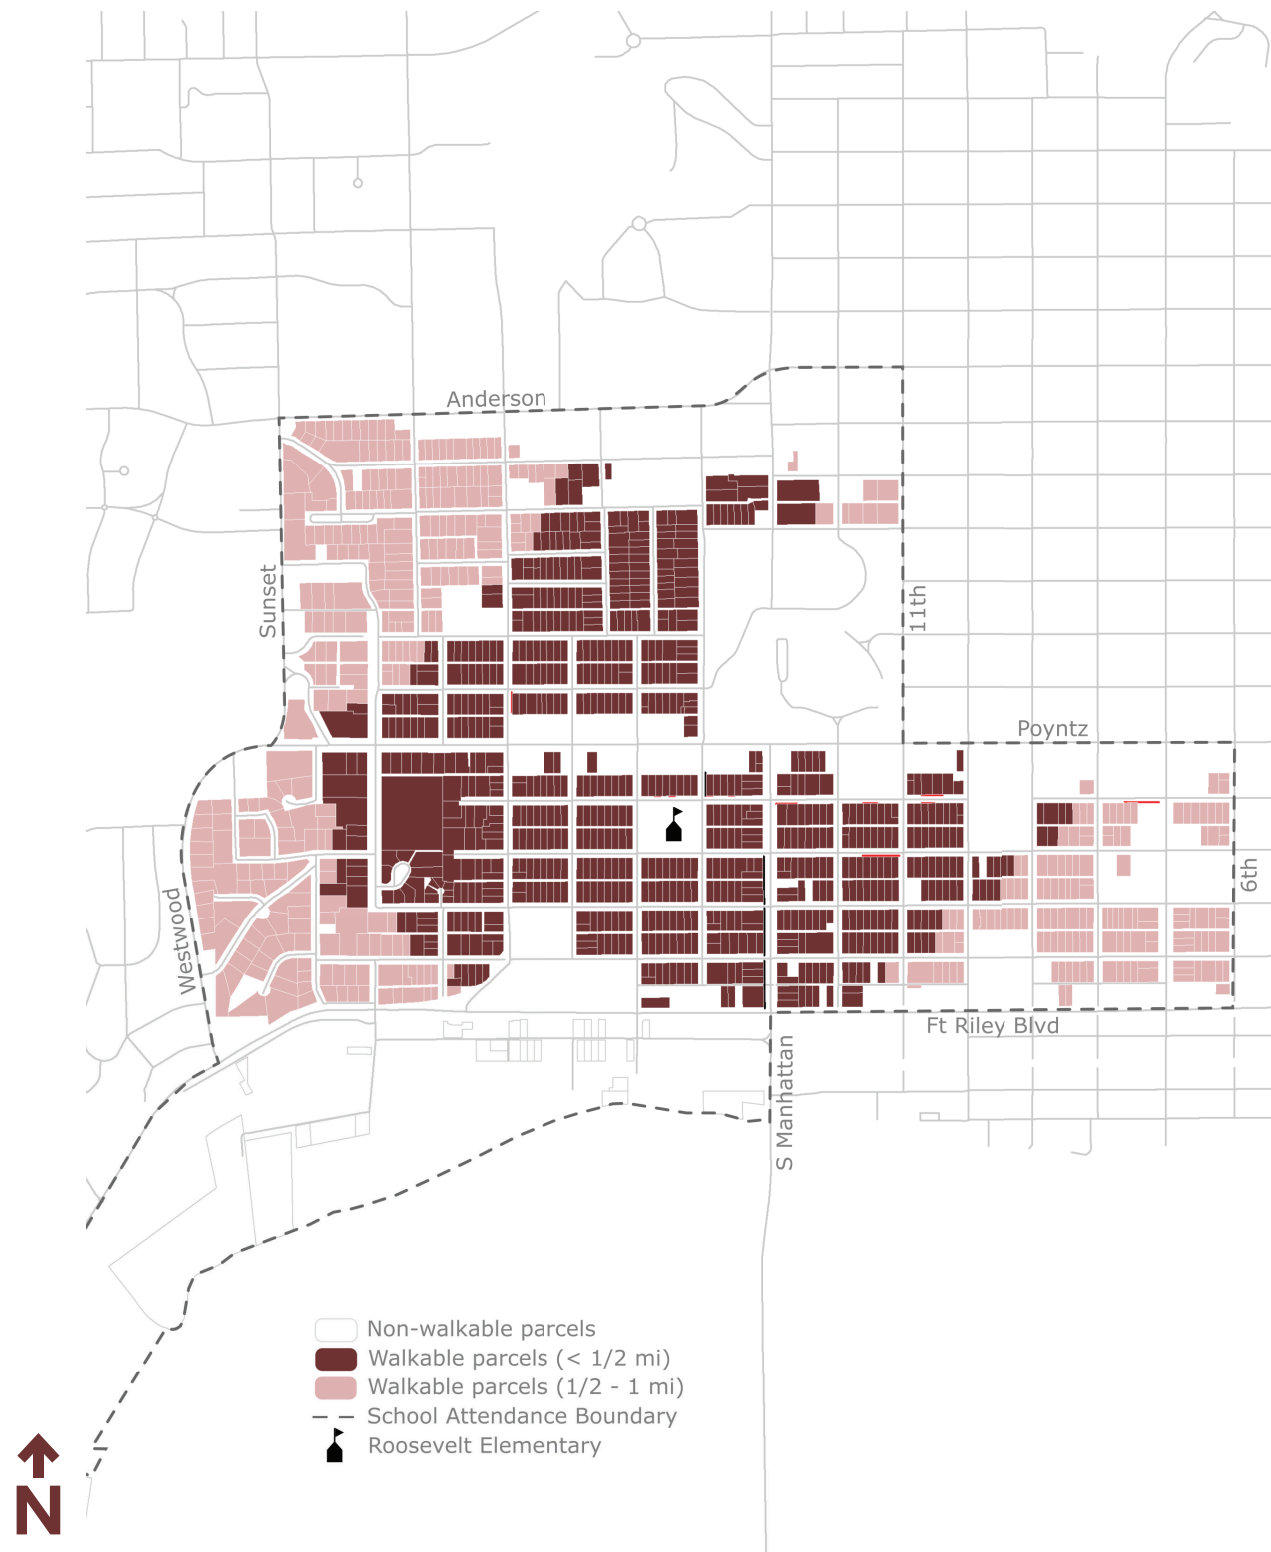 Anderson
Sunset
11th
Poyntz
6th
Westwood
Ft Riley Blvd
S Manhattan
Non-walkable parcels
Walkable parcels (< 1/2 mi)
Walkable parcels (1/2 - 1 mi)
School Attendance Boundary
Roosevelt Elementary
N